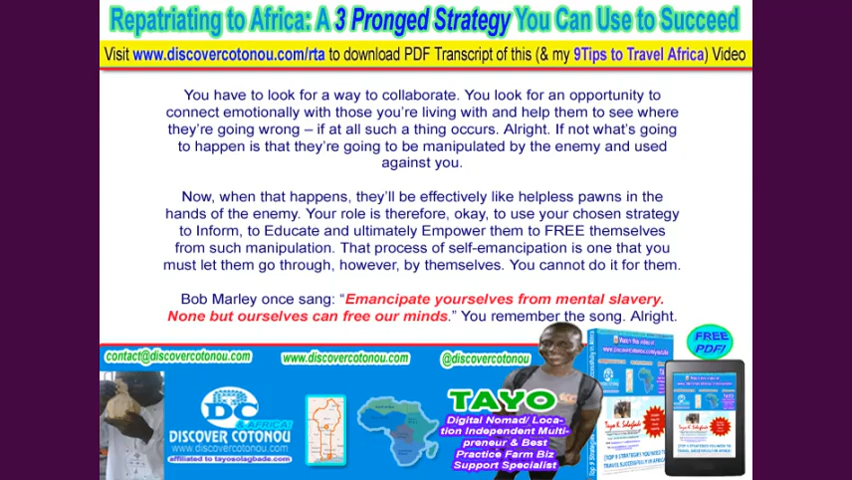 Repatriating to Africa: A 3 Pronged Strategy You Can Use to Succeed
Visit www.discovercotonou.com/rta to download PDF Transcript of this (& my 9Tips to Travel Africa) Video
You have to look for a way to collaborate. You look for an opportunity to
connect emotionally with those you're living with and help them to see where
they're going wrong – if at all such a thing occurs. Alright. If not what's going
to happen is that they're going to be manipulated by the enemy and used
against you.
Now, when that happens, they'll be effectively like helpless pawns in the
hands of the enemy. Your role is therefore, okay, to use your chosen strategy
to Inform, to Educate and ultimately Empower them to FREE themselves
from such manipulation. That process of self-emancipation is one that you
must let them go through, however, by themselves. You cannot do it for them.
Bob Marley once sang: "Emancipate yourselves from mental slavery.
None but ourselves can free our minds." You remember the song. Alright.
FREE
PDF!
contact@discovercotonou.com
www.discovercotonou.com
@discovercotonou
DC
AFRICA!
DISCOVER COTONOU
www.discovercotonou.com
affiliated to tayosolagbade.com
TAYO
Digital Nomad/ Loca-
tion Independent Multi-
preneur & Best
Practice Farm Biz
Support Specialist